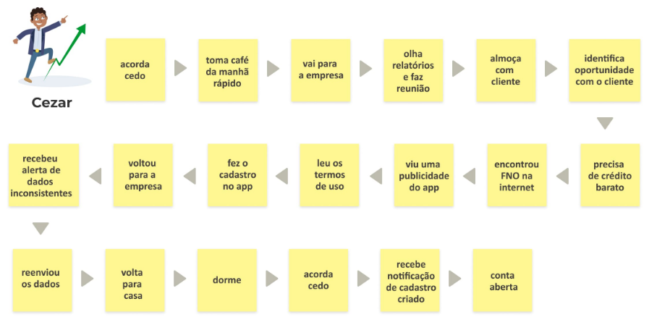 Cezar
acorda
cedo
toma café
da manhã
rápido
vai para
a empresa
olha
relatórios
e faz
reunião
almoça
com
cliente
identifica
oportunidade
com o cliente
precisa
de crédito
barato
encontrou
FNO na
internet
viu uma
publicidade
do app
leu os
termos
de uso
fez o
cadastro
no app
voltou
para a
empresa
recebeu
alerta de
dados
inconsistentes
reenviou
os dados
volta
para
casa
dorme
acorda
cedo
recebe
notificação
de cadastro
criado
conta
aberta